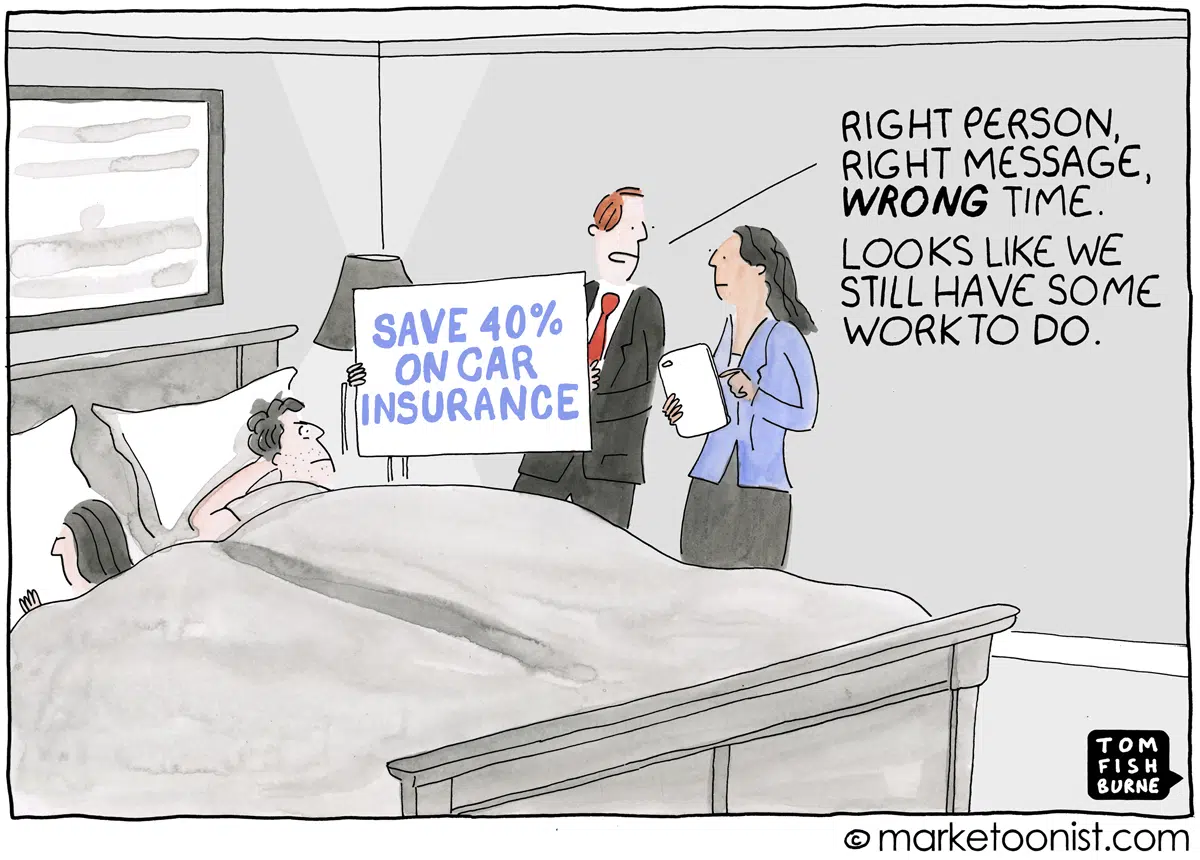 RIGHT PERSON,
RIGHT MESSAGE,
WRONG TIME.
LOOKS LIKE WE
STILL HAVE SOME
WORK TO DO.
SAVE 40%
ON CAR
INSURANCE
TOM
FISH
BURNE
© marketoonist.com